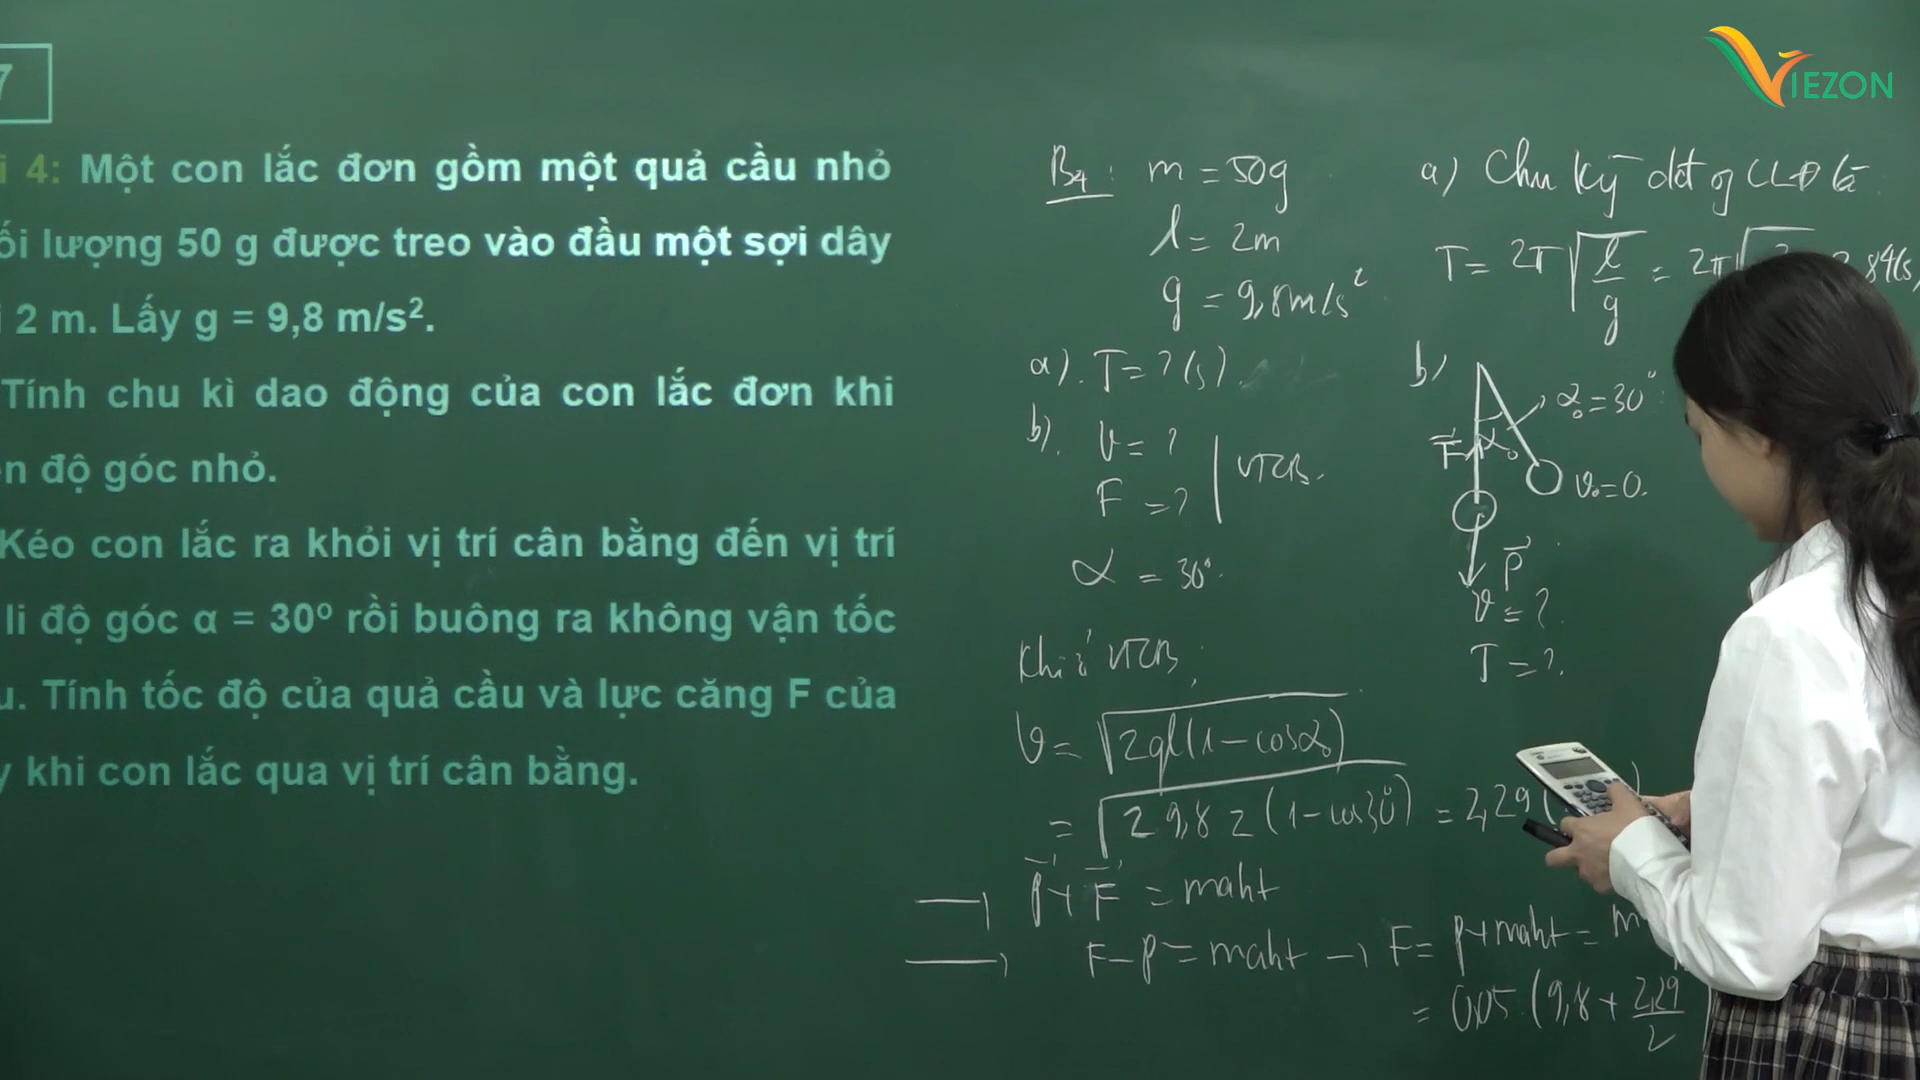 7
i 4: Một con lắc đơn gồm một quả cầu nhỏ
ối lượng 50 g được treo vào đầu một sợi dây
i 2 m. Lấy g = 9,8 m/s².
Tính chu kì dao động của con lắc đơn khi
n độ góc nhỏ.
Kéo con lắc ra khỏi vị trí cân bằng đến vị trí
li độ góc α = 30º rồi buông ra không vận tốc
u. Tính tốc độ của quả cầu và lực căng F của
y khi con lắc qua vị trí cân bằng.
B4: m = 50g
l = 2m
g = 9,8m/s²
a). T = ? (s).
b). v = ?
F = ?
VTCB.
α = 30°.
Khi ở VTCB,
v = √2gl(1 - cosα₀)
= √2 9,8 2 (1 - cos30°) = 2,29 (
P + F = maht
F - P = maht → F = P + maht = m
= 0,05 (9,8 + 2,29/2
a) Chu kỳ dđ of CLĐ là
T = 2π√l/g = 2π√
84(s)
b)
α₀ = 30°
F
α₀
v₀ = 0.
P
v = ?
T = ?.
VIEZON